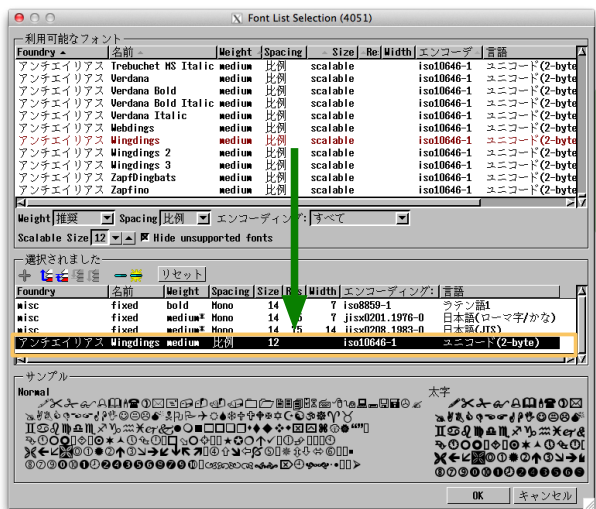 Font List Selection (4051)
利用可能なフォント
Foundry 名前 Weight Spacing Size Re Width エンコーデ 言語
アンチエイリアス Trebuchet MS Italic medium 比例 scalable iso10646-1 ユニコード(2-byte
アンチエイリアス Verdana medium 比例 scalable iso10646-1 ユニコード(2-byte
アンチエイリアス Verdana Bold medium 比例 scalable iso10646-1 ユニコード(2-byte
アンチエイリアス Verdana Bold Italic medium 比例 scalable iso10646-1 ユニコード(2-byte
アンチエイリアス Verdana Italic medium 比例 scalable iso10646-1 ユニコード(2-byte
アンチエイリアス Webdings medium 比例 scalable iso10646-1 ユニコード(2-byte
アンチエイリアス Wingdings medium 比例 scalable iso10646-1 ユニコード(2-byte
アンチエイリアス Wingdings 2 medium 比例 scalable iso10646-1 ユニコード(2-byte
アンチエイリアス Wingdings 3 medium 比例 scalable iso10646-1 ユニコード(2-byte
アンチエイリアス ZapfDingbats medium 比例 scalable iso10646-1 ユニコード(2-byte
アンチエイリアス Zapfino medium 比例 scalable iso10646-1 ユニコード(2-byte
Weight 推奨 Spacing 比例 エンコーディング: すべて
Scalable Size 12 Hide unsupported fonts
選択されました
リセット
Foundry 名前 Weight Spacing Size Res Width エンコーディング: 言語
misc fixed bold Mono 14 7 iso8859-1 ラテン語1
misc fixed medium* Mono 14 7 jisx0201.1976-0 日本語(ローマ字/かな)
misc fixed medium* Mono 14 75 14 jisx0208.1983-0 日本語(JIS)
アンチエイリアス Wingdings medium 比例 12 iso10646-1 ユニコード(2-byte)
サンプル
Normal 太字
OK キャンセル